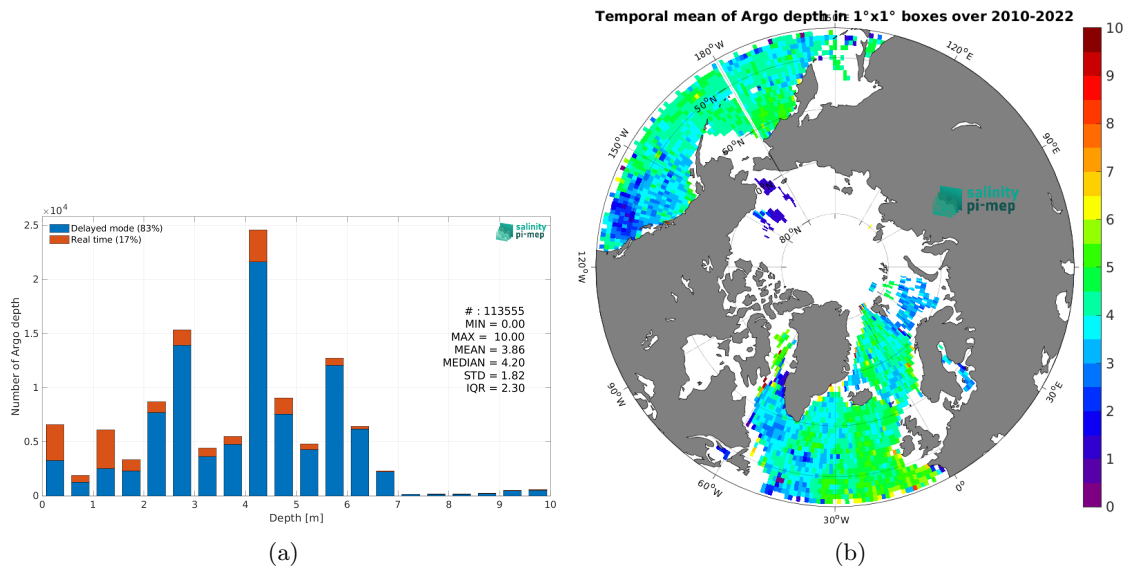 ×10⁴
2.5
2
1.5
1
0.5
0
Number of Argo depth
Delayed mode (83%)
Real time (17%)
salinity
pi-mep
# : 113555
MIN = 0.00
MAX = 10.00
MEAN = 3.86
MEDIAN = 4.20
STD = 1.82
IQR = 2.30
0 1 2 3 4 5 6 7 8 9 10
Depth [m]
(a)
Temporal mean of Argo depth in 1°x1° boxes over 2010-2022
150°E
180°W
120°E
150°W
90°E
120°W
90°W
30°E
60°W
0°
30°W
50°N
60°N
80°N
salinity
pi-mep
10
9
8
7
6
5
4
3
2
1
0
(b)